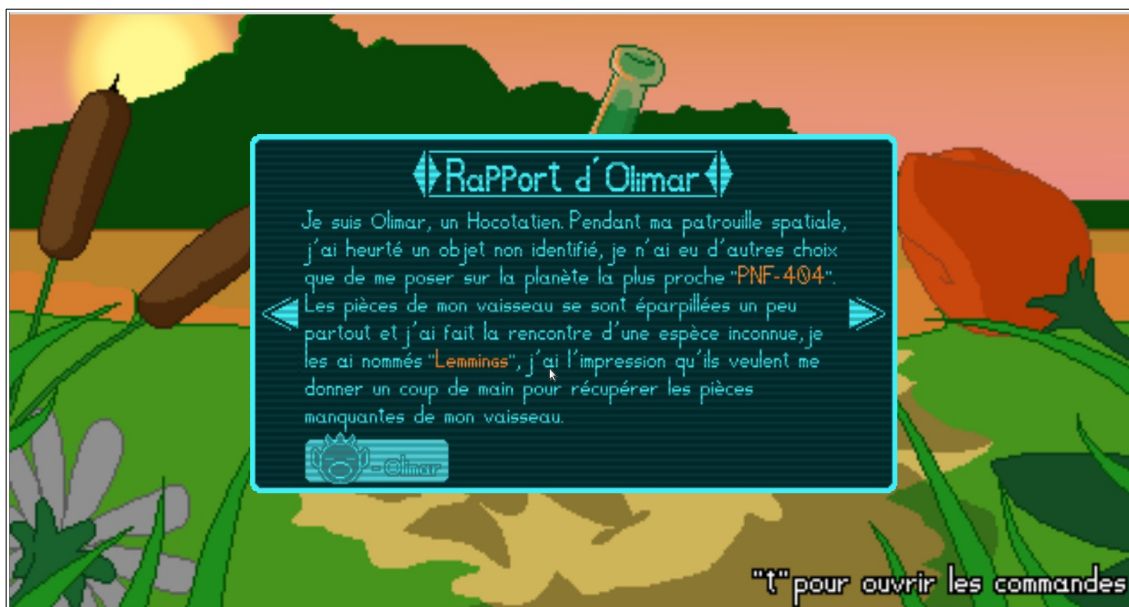 RaPPort d'Olimar
Je suis Olimar, un Hocotatien. Pendant ma patrouille spatiale,
j'ai heurté un objet non identifié, je n'ai eu d'autres choix
que de me poser sur la planète la plus proche "PNF-404".
Les pièces de mon vaisseau se sont éparpillées un peu
partout et j'ai fait la rencontre d'une espèce inconnue, je
les ai nommés "Lemmings", j'ai l'impression qu'ils veulent me
donner un coup de main pour récupérer les pièces
manquantes de mon vaisseau.
-Olimar
"t" pour ouvrir les commandes